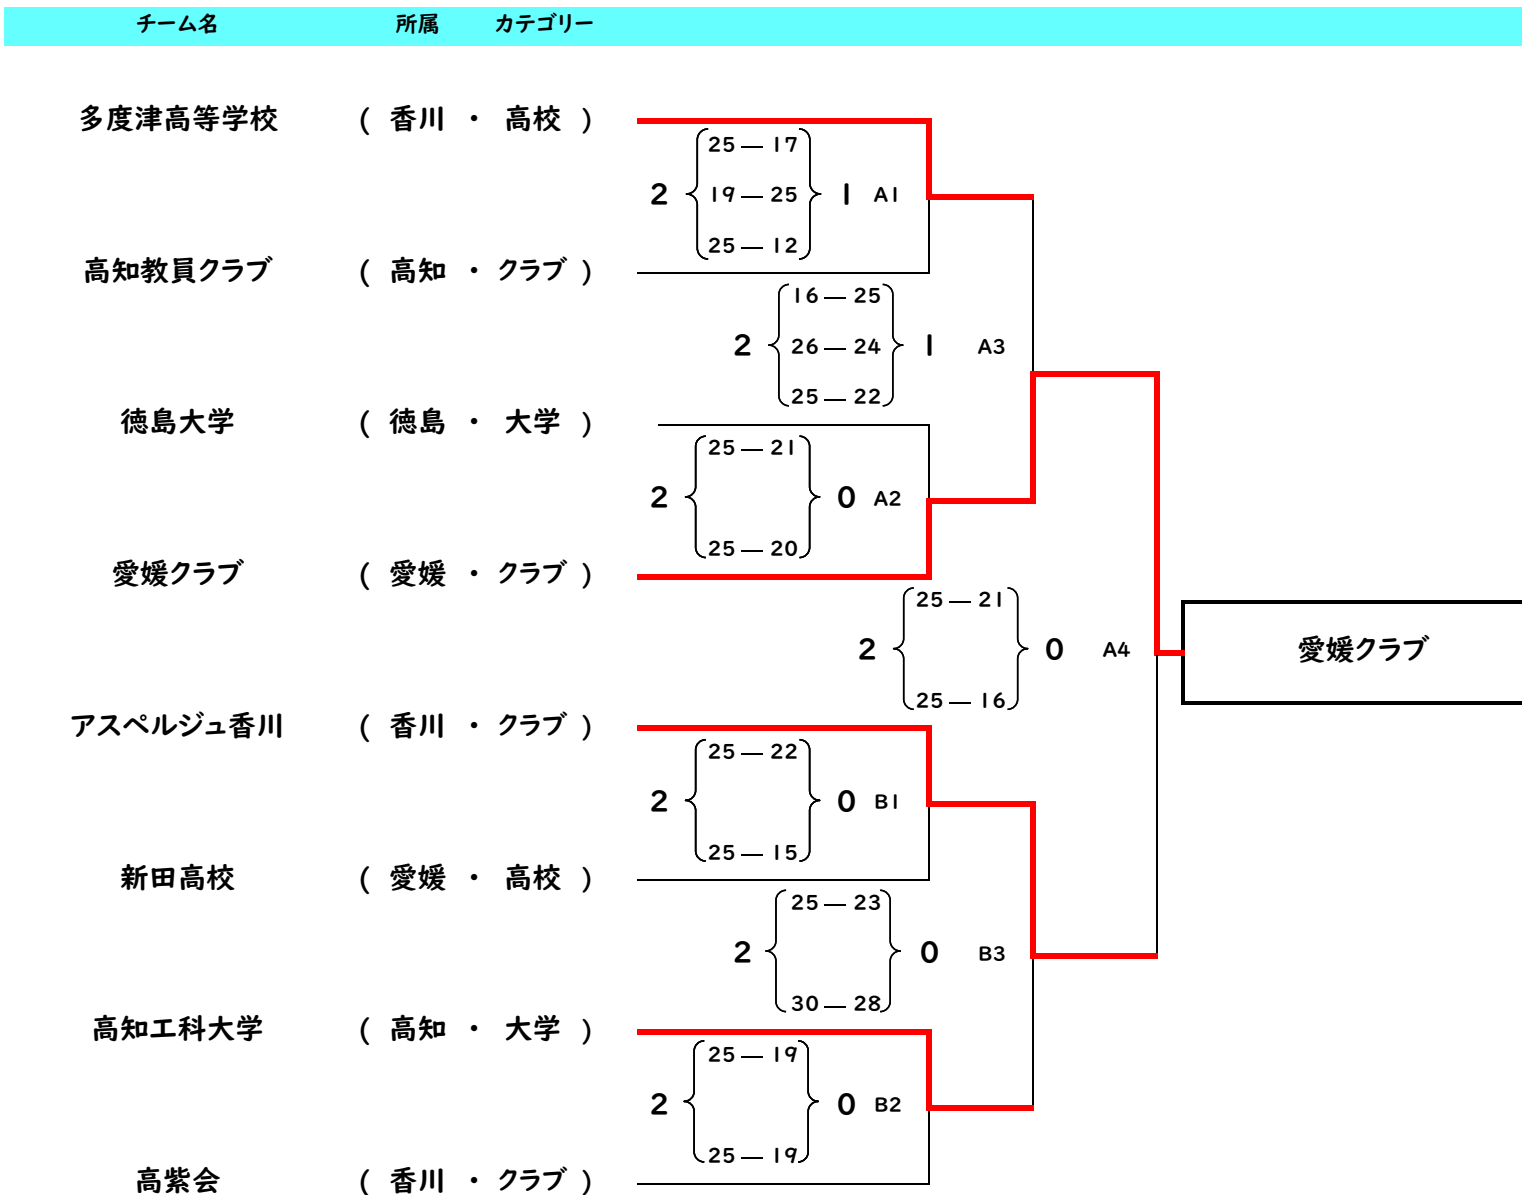 チーム名 所属 カテゴリー
多度津高等学校 ( 香川 ・ 高校 )
25 — 17
2 19 — 25 1 A1
25 — 12
高知教員クラブ ( 高知 ・ クラブ )
16 — 25
2 26 — 24 1 A3
25 — 22
徳島大学 ( 徳島 ・ 大学 )
25 — 21
2 0 A2
25 — 20
愛媛クラブ ( 愛媛 ・ クラブ )
25 — 21
2 0 A4 愛媛クラブ
25 — 16
アスペルジュ香川 ( 香川 ・ クラブ )
25 — 22
2 0 B1
25 — 15
新田高校 ( 愛媛 ・ 高校 )
25 — 23
2 0 B3
30 — 28
高知工科大学 ( 高知 ・ 大学 )
25 — 19
2 0 B2
25 — 19
高紫会 ( 香川 ・ クラブ )